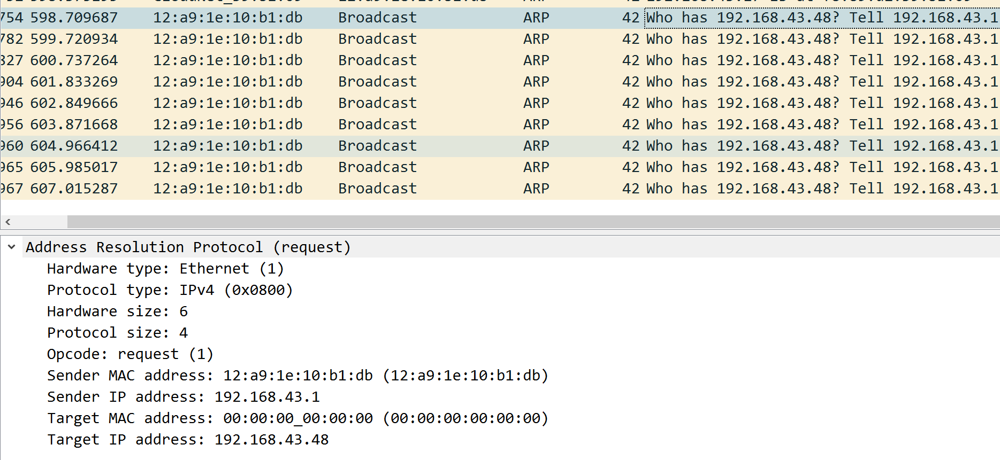 754 598.709687 12:a9:1e:10:b1:db Broadcast ARP 42 Who has 192.168.43.48? Tell 192.168.43.1
782 599.720934 12:a9:1e:10:b1:db Broadcast ARP 42 Who has 192.168.43.48? Tell 192.168.43.1
827 600.737264 12:a9:1e:10:b1:db Broadcast ARP 42 Who has 192.168.43.48? Tell 192.168.43.1
904 601.833269 12:a9:1e:10:b1:db Broadcast ARP 42 Who has 192.168.43.48? Tell 192.168.43.1
946 602.849666 12:a9:1e:10:b1:db Broadcast ARP 42 Who has 192.168.43.48? Tell 192.168.43.1
956 603.871668 12:a9:1e:10:b1:db Broadcast ARP 42 Who has 192.168.43.48? Tell 192.168.43.1
960 604.966412 12:a9:1e:10:b1:db Broadcast ARP 42 Who has 192.168.43.48? Tell 192.168.43.1
965 605.985017 12:a9:1e:10:b1:db Broadcast ARP 42 Who has 192.168.43.48? Tell 192.168.43.1
967 607.015287 12:a9:1e:10:b1:db Broadcast ARP 42 Who has 192.168.43.48? Tell 192.168.43.1
Address Resolution Protocol (request)
Hardware type: Ethernet (1)
Protocol type: IPv4 (0x0800)
Hardware size: 6
Protocol size: 4
Opcode: request (1)
Sender MAC address: 12:a9:1e:10:b1:db (12:a9:1e:10:b1:db)
Sender IP address: 192.168.43.1
Target MAC address: 00:00:00_00:00:00 (00:00:00:00:00:00)
Target IP address: 192.168.43.48